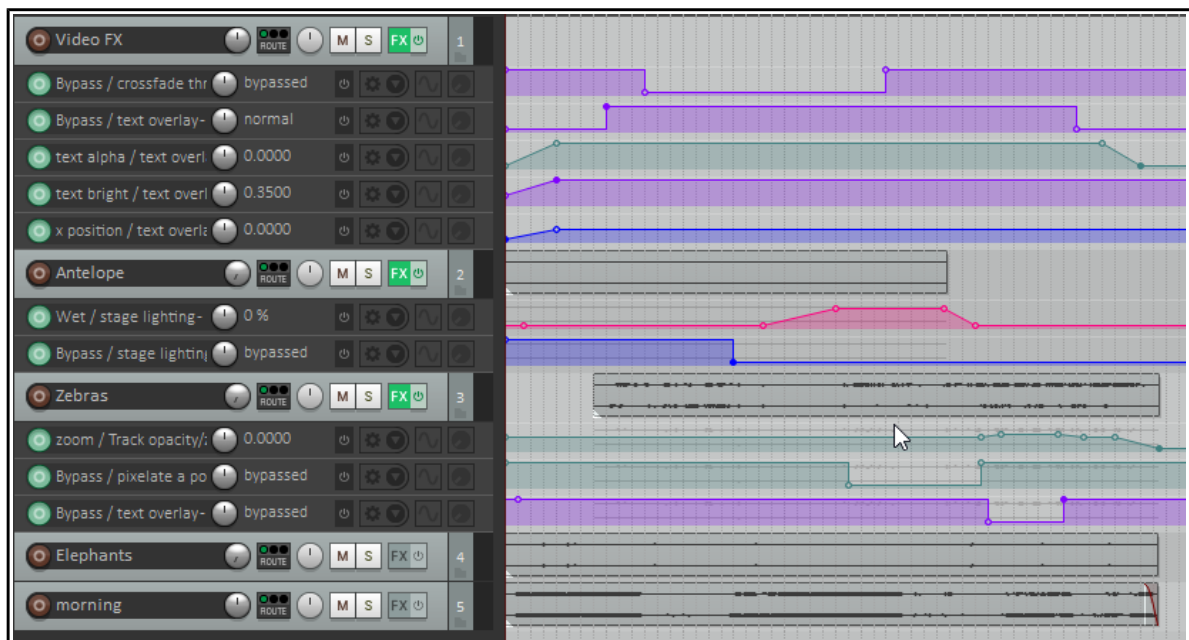 Video FX ROUTE M S FX 1
Bypass / crossfade thr bypassed
Bypass / text overlay- normal
text alpha / text overl 0.0000
text bright / text overl 0.3500
x position / text overla 0.0000
Antelope ROUTE M S FX 2
Wet / stage lighting- 0 %
Bypass / stage lighting bypassed
Zebras ROUTE M S FX 3
zoom / Track opacity/z 0.0000
Bypass / pixelate a po bypassed
Bypass / text overlay- bypassed
Elephants ROUTE M S FX 4
morning ROUTE M S FX 5